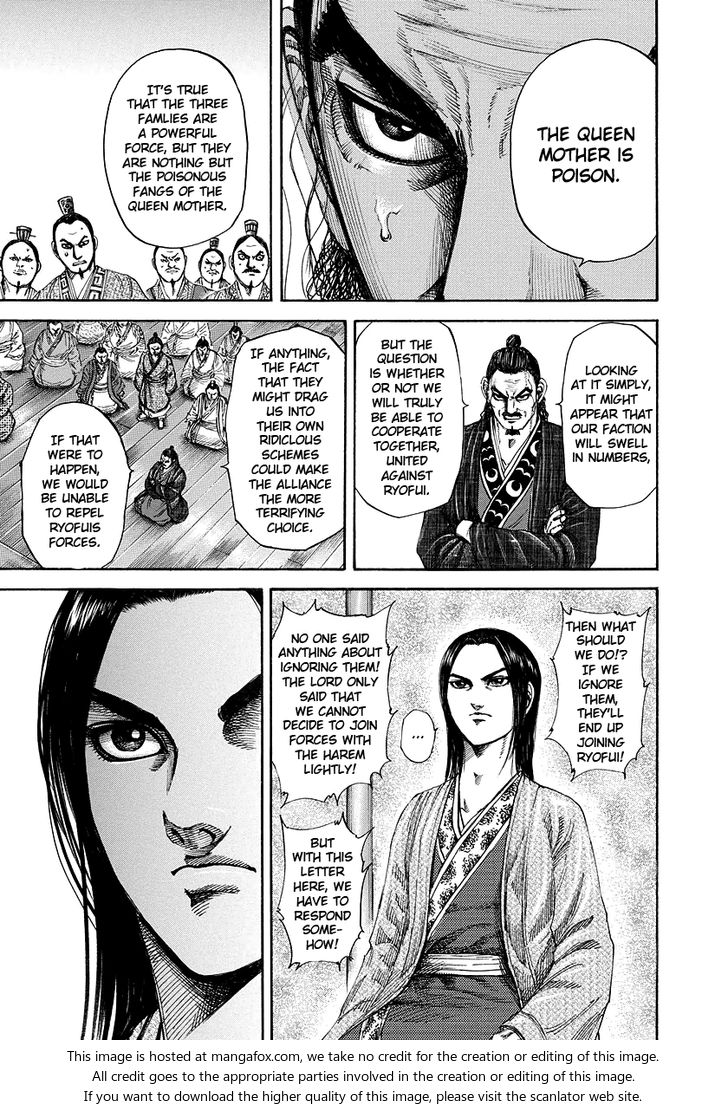 THE QUEEN
MOTHER IS
POISON.
IT'S TRUE
THAT THE THREE
FAMLIES ARE
A POWERFUL
FORCE, BUT THEY
ARE NOTHING BUT
THE POISONOUS
FANGS OF THE
QUEEN MOTHER.
LOOKING
AT IT SIMPLY,
IT MIGHT
APPEAR THAT
OUR FACTION
WILL SWELL
IN NUMBERS,
BUT THE
QUESTION
IS WHETHER
OR NOT WE
WILL TRULY
BE ABLE TO
COOPERATE
TOGETHER,
UNITED
AGAINST
RYOFUI.
IF ANYTHING,
THE FACT
THAT THEY
MIGHT DRAG
US INTO
THEIR OWN
RIDICLOUS
SCHEMES
COULD MAKE
THE ALLIANCE
THE MORE
TERRIFYING
CHOICE.
IF THAT
WERE TO
HAPPEN,
WE WOULD
BE UNABLE
TO REPEL
RYOFUIS
FORCES.
THEN WHAT
SHOULD
WE DO!?
IF WE
IGNORE
THEM,
THEY'LL
END UP
JOINING
RYOFUI!
...
NO ONE SAID
ANYTHING ABOUT
IGNORING THEM!
THE LORD ONLY
SAID THAT
WE CANNOT
DECIDE TO JOIN
FORCES WITH
THE HAREM
LIGHTLY!
BUT
WITH THIS
LETTER
HERE, WE
HAVE TO
RESPOND
SOME-
HOW!
This image is hosted at mangafox.com, we take no credit for the creation or editing of this image.
All credit goes to the appropriate parties involved in the creation or editing of this image.
If you want to download the higher quality of this image, please visit the scanlator web site.